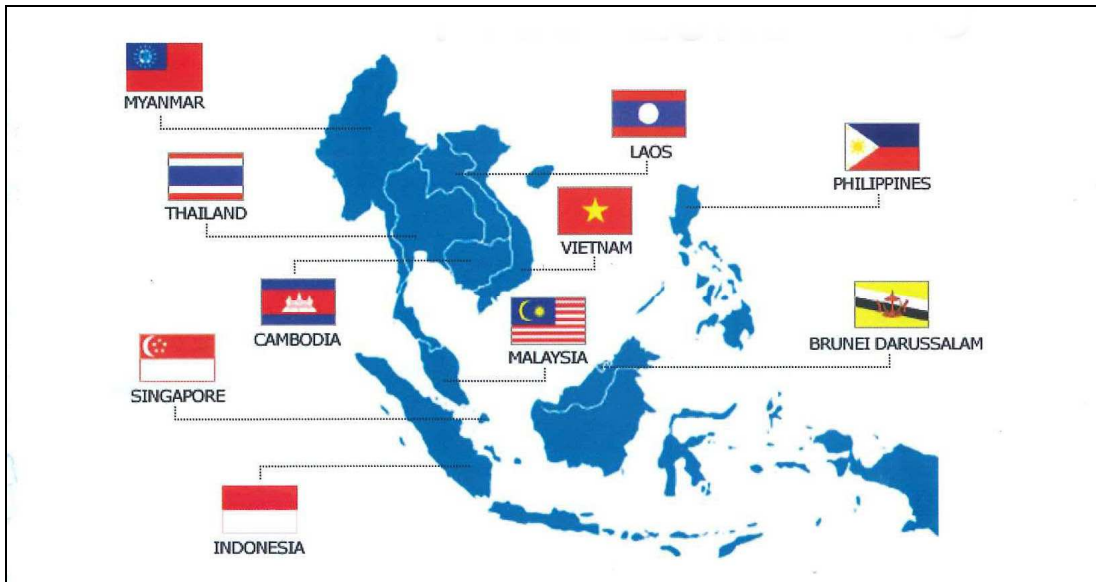 MYANMAR
LAOS
PHILIPPINES
THAILAND
VIETNAM
CAMBODIA
MALAYSIA
BRUNEI DARUSSALAM
SINGAPORE
INDONESIA